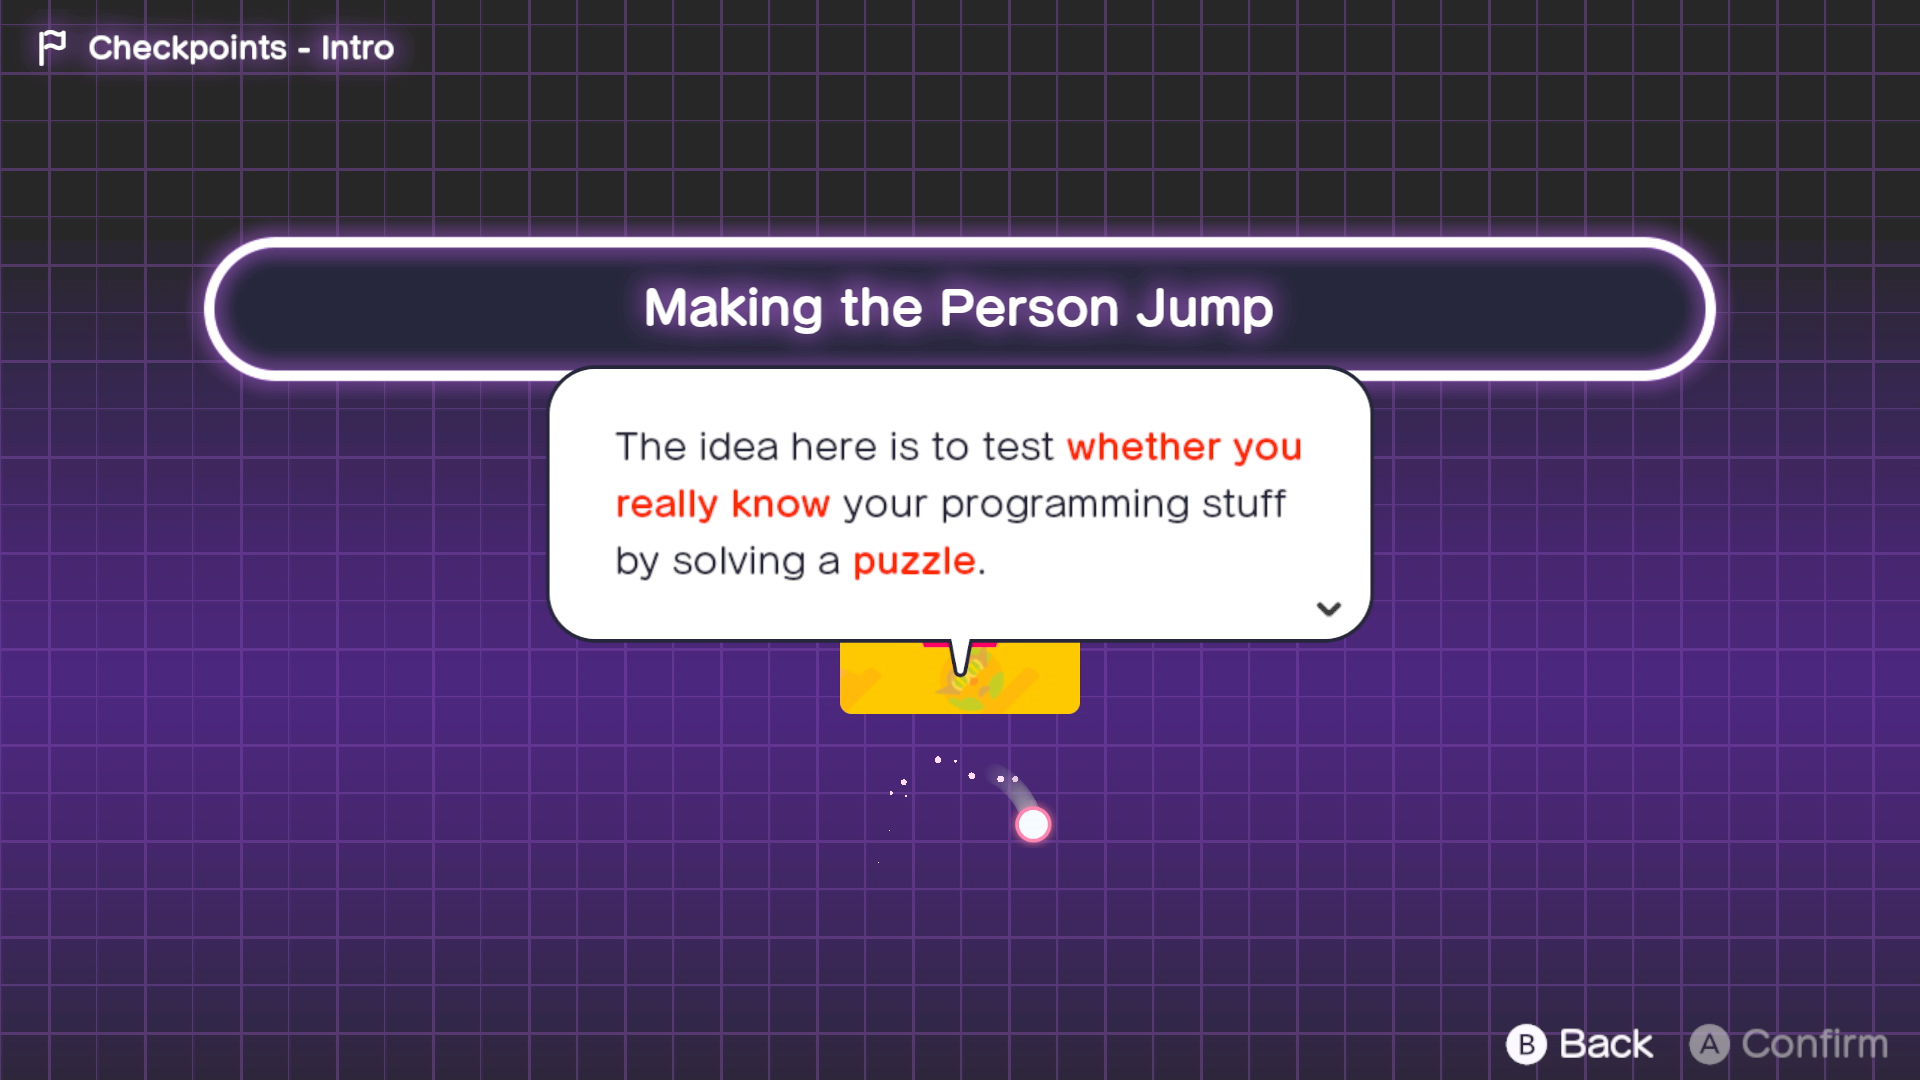 Checkpoints - Intro
Making the Person Jump
The idea here is to test whether you
really know your programming stuff
by solving a puzzle.
B Back A Confirm